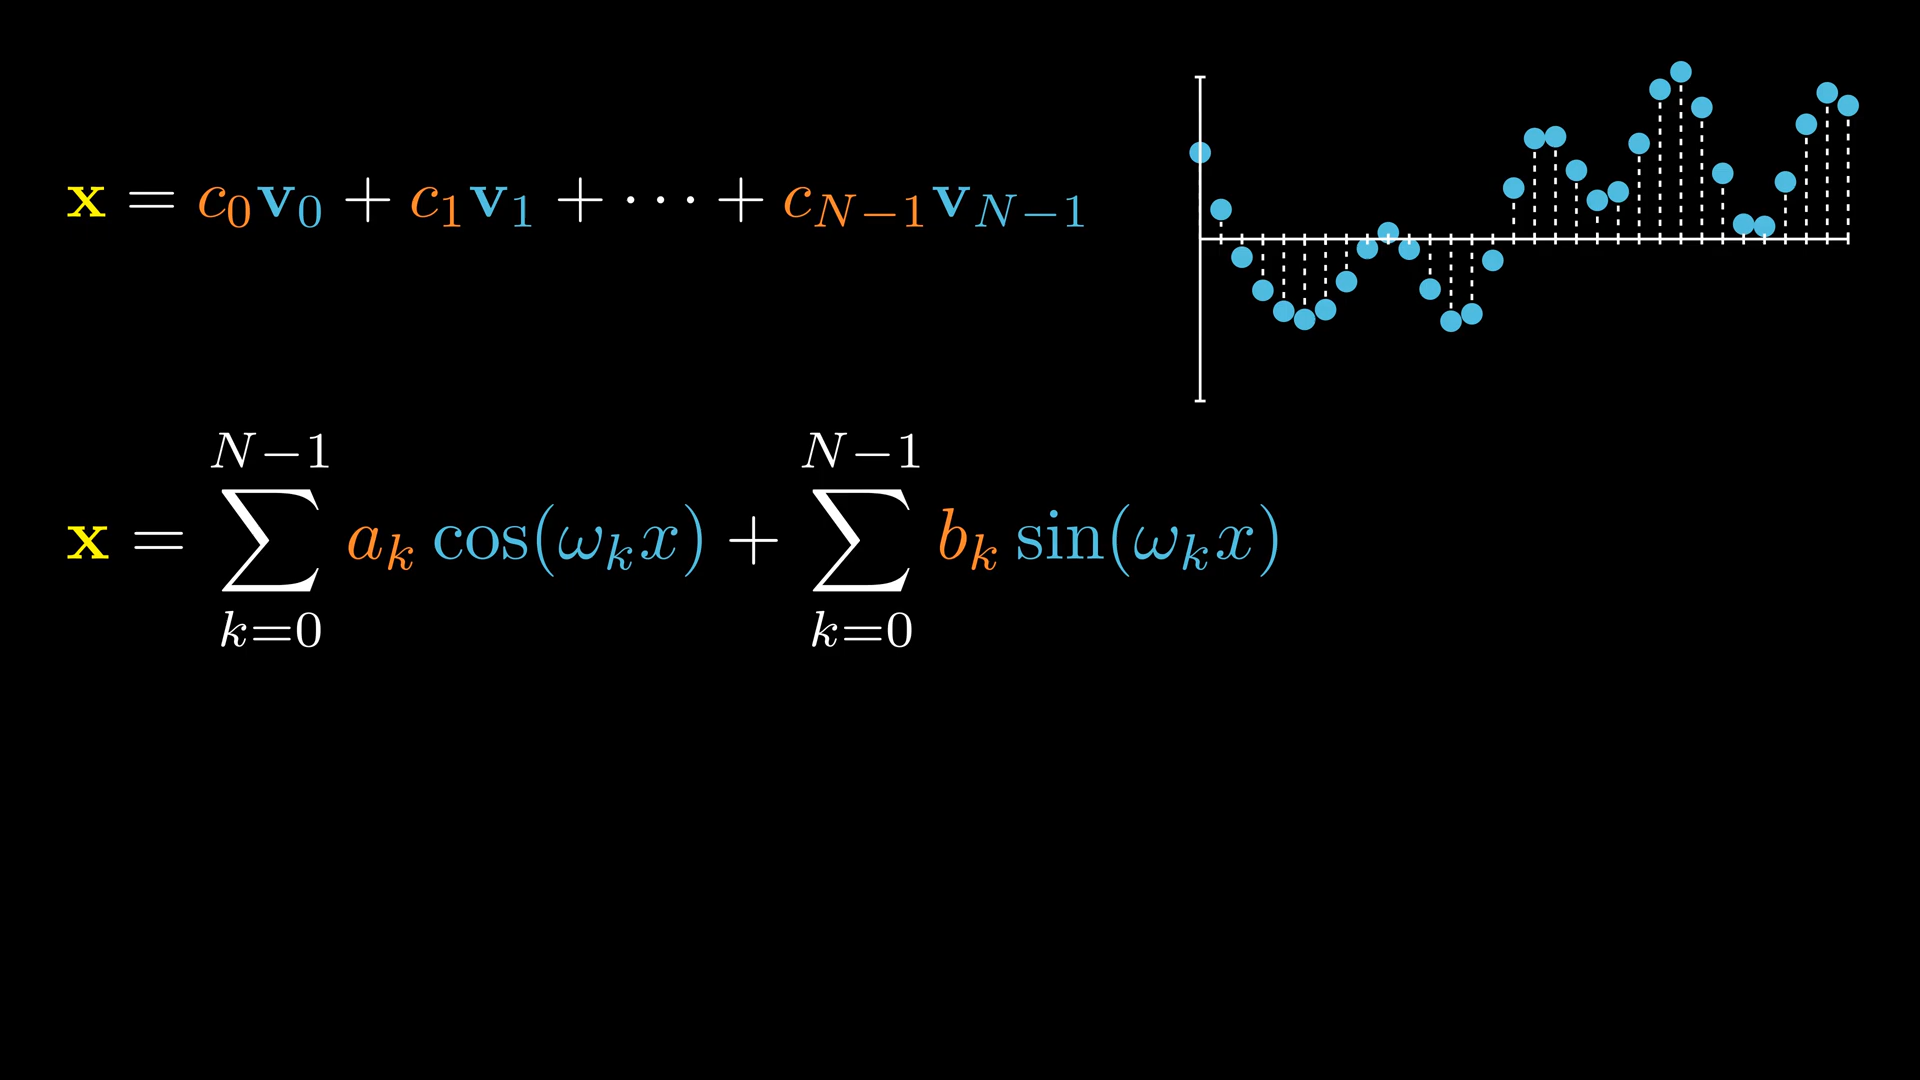 x = c₀v₀ + c₁v₁ + ⋯ + c_{N−1}v_{N−1}
x = ∑_{k=0}^{N−1} a_k cos(ω_k x) + ∑_{k=0}^{N−1} b_k sin(ω_k x)